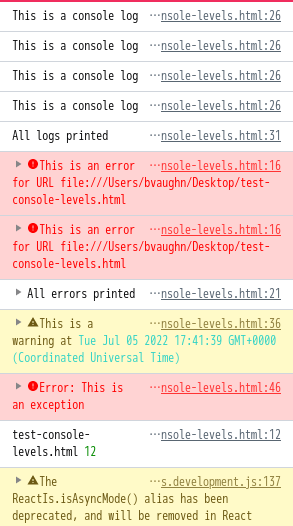 This is a console log …nsole-levels.html:26
This is a console log …nsole-levels.html:26
This is a console log …nsole-levels.html:26
This is a console log …nsole-levels.html:26
All logs printed …nsole-levels.html:31
This is an error …nsole-levels.html:16
for URL file:///Users/bvaughn/Desktop/test-
console-levels.html
This is an error …nsole-levels.html:16
for URL file:///Users/bvaughn/Desktop/test-
console-levels.html
All errors printed …nsole-levels.html:21
This is a …nsole-levels.html:36
warning at Tue Jul 05 2022 17:41:39 GMT+0000
(Coordinated Universal Time)
Error: This is …nsole-levels.html:46
an exception
test-console- …nsole-levels.html:12
levels.html 12
The …s.development.js:137
ReactIs.isAsyncMode() alias has been
deprecated, and will be removed in React